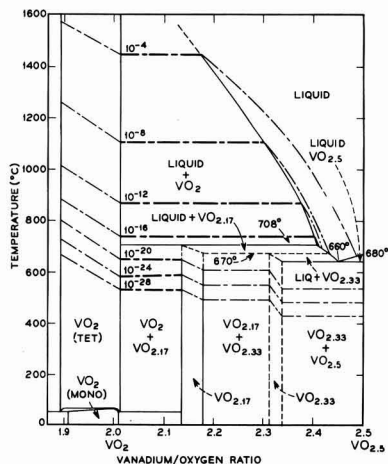 1600
1400
1200
1000
800
600
400
200
0
TEMPERATURE (°C)
10-4
10-8
10-12
10-16
10-20
10-24
10-28
LIQUID
LIQUID
VO2.5
LIQUID
+
VO2
LIQUID + VO2.17
708°
660°
680°
670°
LIQ + VO2.33
VO2
(TET)
VO2
+
VO2.17
VO2.17
+
VO2.33
VO2.33
+
VO2.5
VO2
(MONO)
VO2.17
VO2.33
1.9
2.0
2.1
2.2
2.3
2.4
2.5
VO2
VO2.5
VANADIUM/OXYGEN RATIO